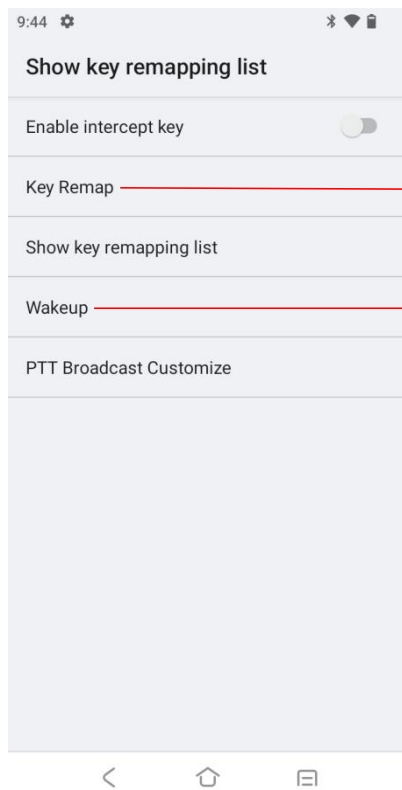 9:44
Show key remapping list
Enable intercept key
Key Remap
Show key remapping list
Wakeup
PTT Broadcast Customize